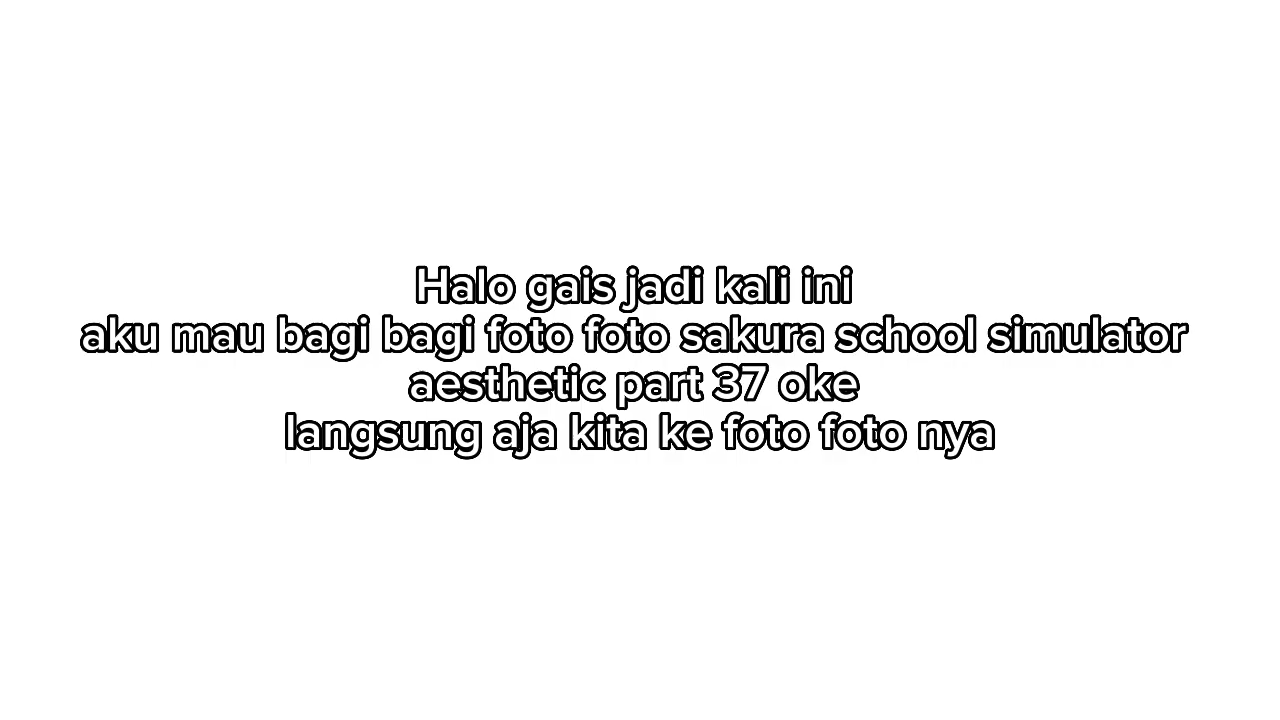 Halo gais jadi kali ini
aku mau bagi bagi foto foto sakura school simulator
aesthetic part 37 oke
langsung aja kita ke foto foto nya